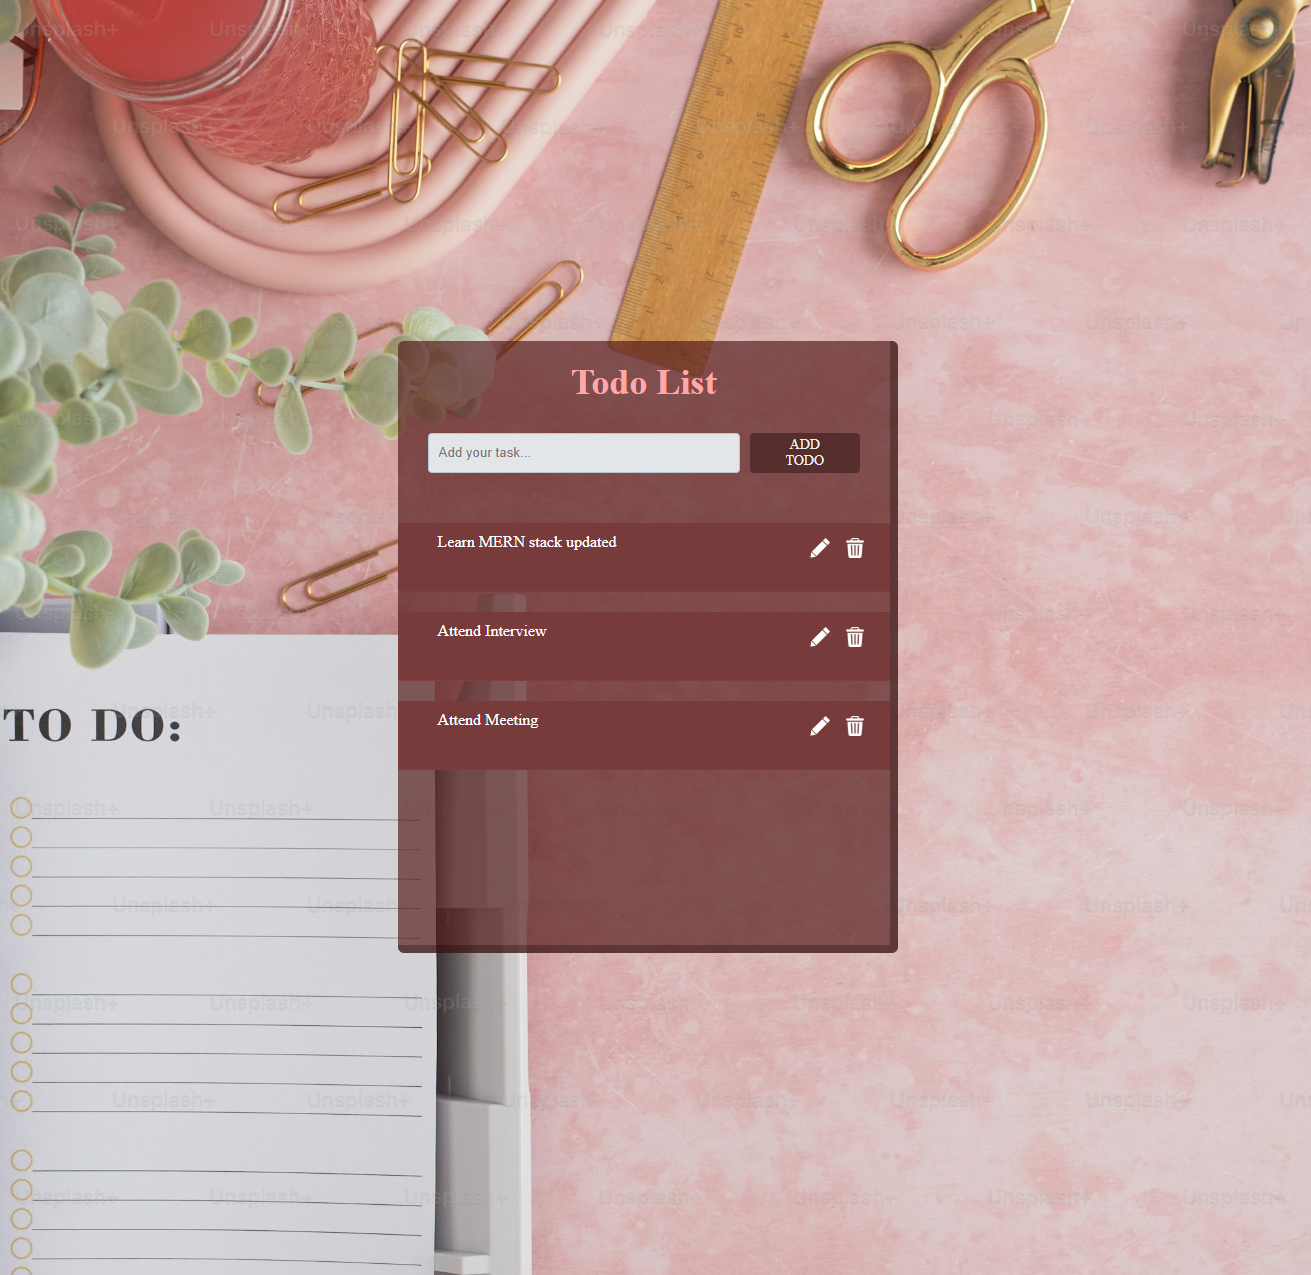 Unsplash+
Todo List
Add your task...
ADD
TODO
Learn MERN stack updated
Attend Interview
Attend Meeting
TO DO: